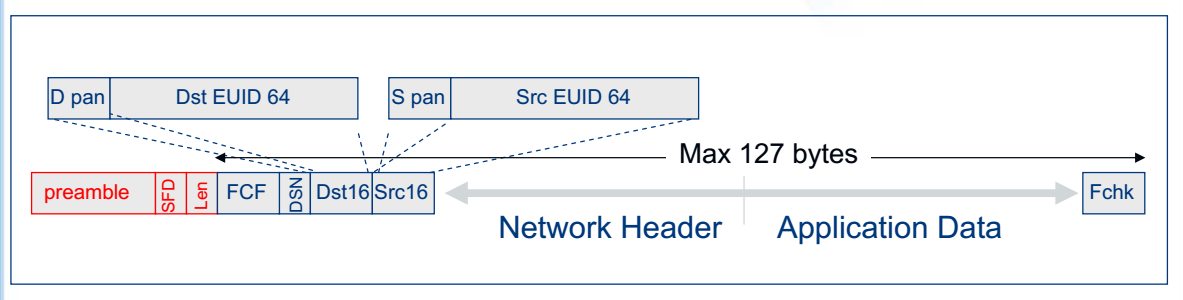 D pan Dst EUID 64 S pan Src EUID 64
Max 127 bytes
preamble SFD Len FCF DSN Dst16 Src16 Fchk
Network Header Application Data